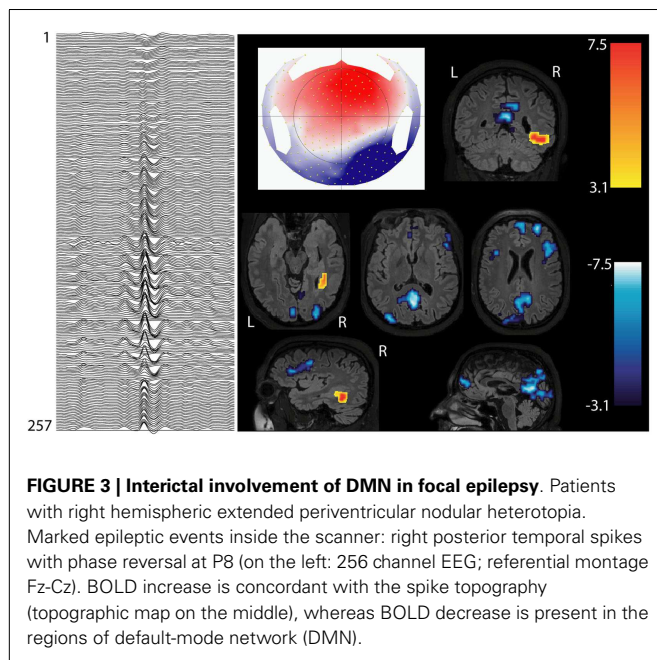 1
257
L R
7.5
3.1
-7.5
-3.1
L R
R
FIGURE 3 | Interictal involvement of DMN in focal epilepsy. Patients
with right hemispheric extended periventricular nodular heterotopia.
Marked epileptic events inside the scanner: right posterior temporal spikes
with phase reversal at P8 (on the left: 256 channel EEG; referential montage
Fz-Cz). BOLD increase is concordant with the spike topography
(topographic map on the middle), whereas BOLD decrease is present in the
regions of default-mode network (DMN).